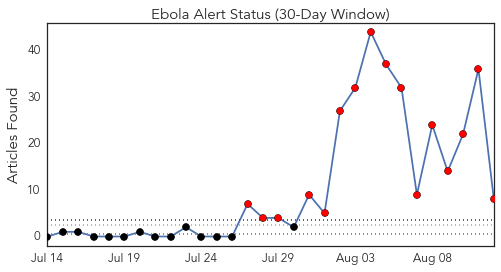 Ebola Alert Status (30-Day Window)
Articles Found
40
30
20
10
0
Jul 14 Jul 19 Jul 24 Jul 29 Aug 03 Aug 08